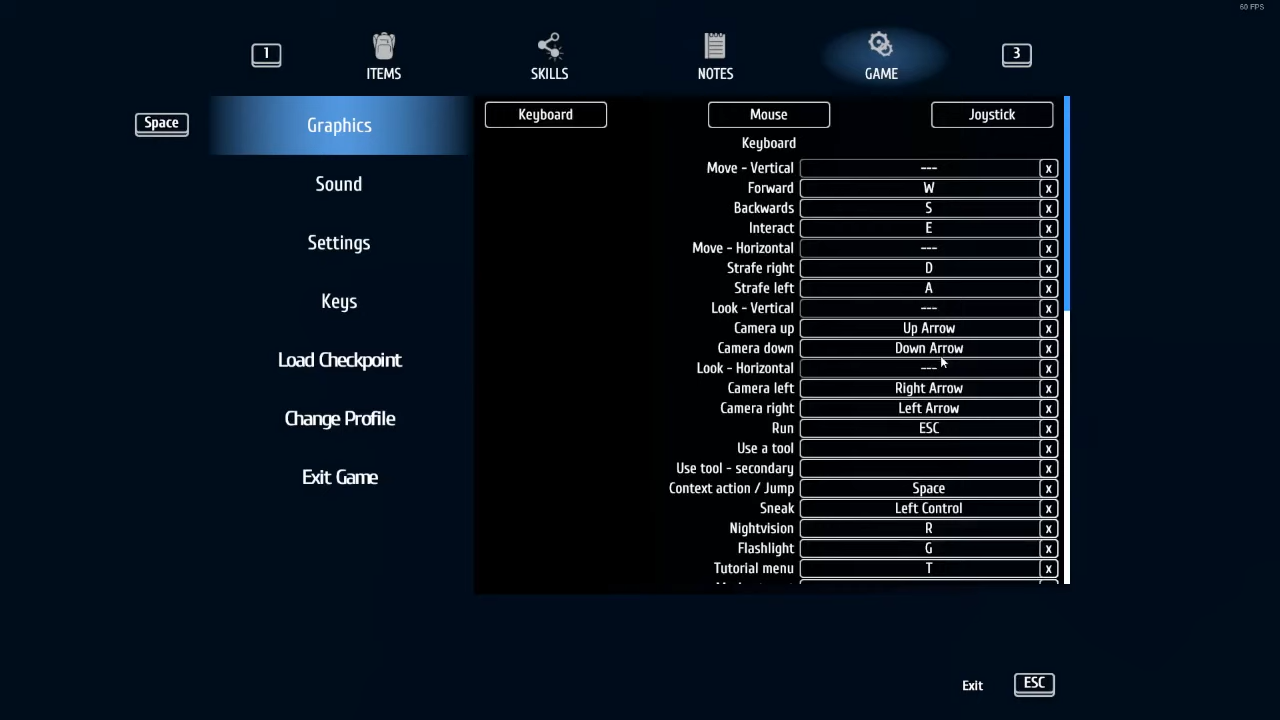 60 FPS
1 ITEMS SKILLS NOTES GAME 3
Space
Graphics
Sound
Settings
Keys
Load Checkpoint
Change Profile
Exit Game
Keyboard Mouse Joystick
Keyboard
Move - Vertical --- x
Forward W x
Backwards S x
Interact E x
Move - Horizontal --- x
Strafe right D x
Strafe left A x
Look - Vertical --- x
Camera up Up Arrow x
Camera down Down Arrow x
Look - Horizontal --- x
Camera left Right Arrow x
Camera right Left Arrow x
Run ESC x
Use a tool x
Use tool - secondary x
Context action / Jump Space x
Sneak Left Control x
Nightvision R x
Flashlight G x
Tutorial menu T x
Exit ESC